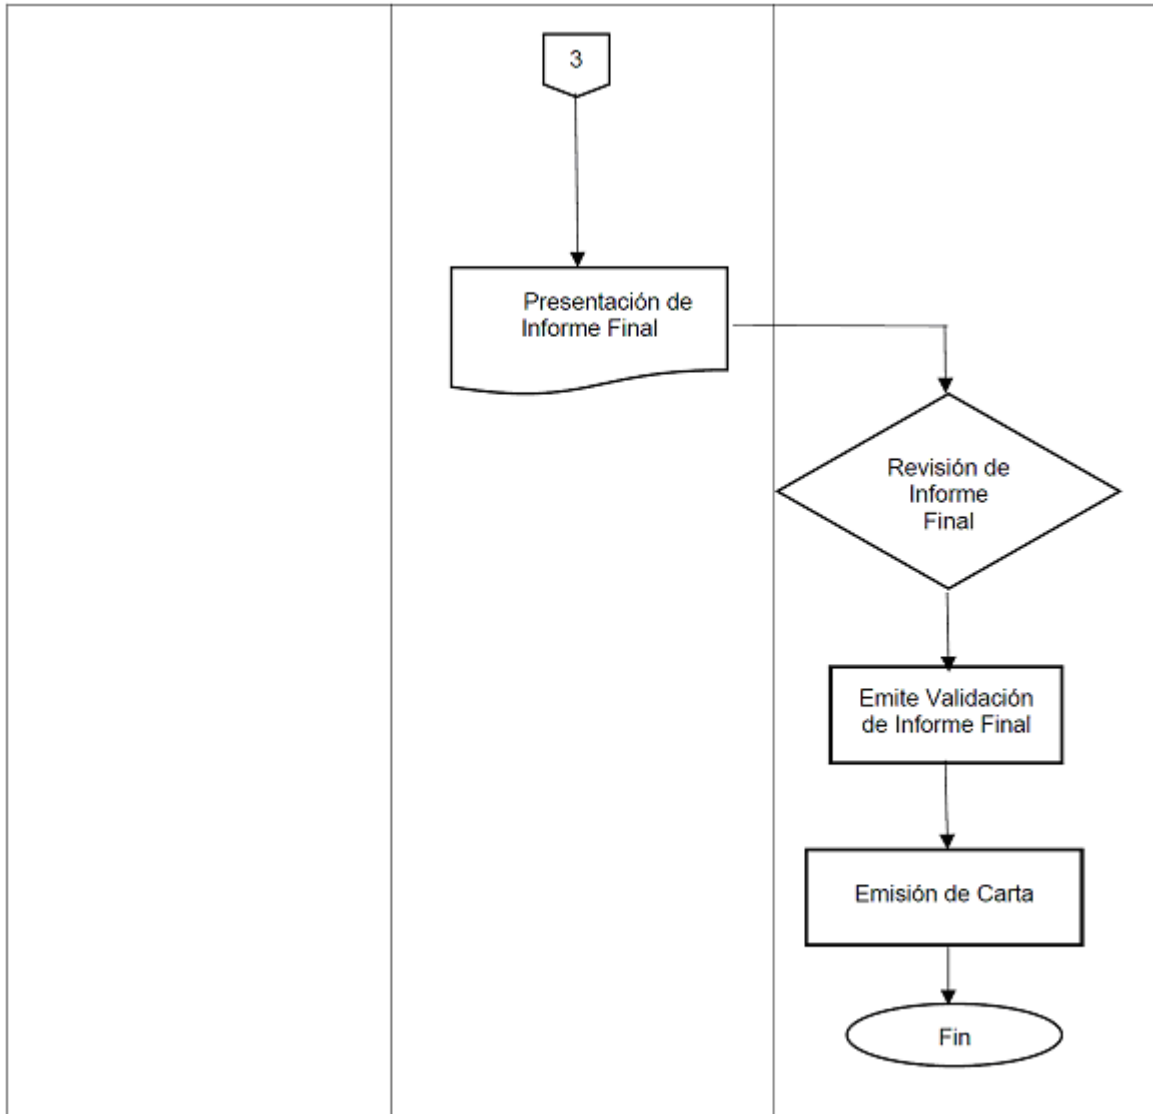 3
Presentación de
Informe Final
Revisión de
Informe
Final
Emite Validación
de Informe Final
Emisión de Carta
Fin